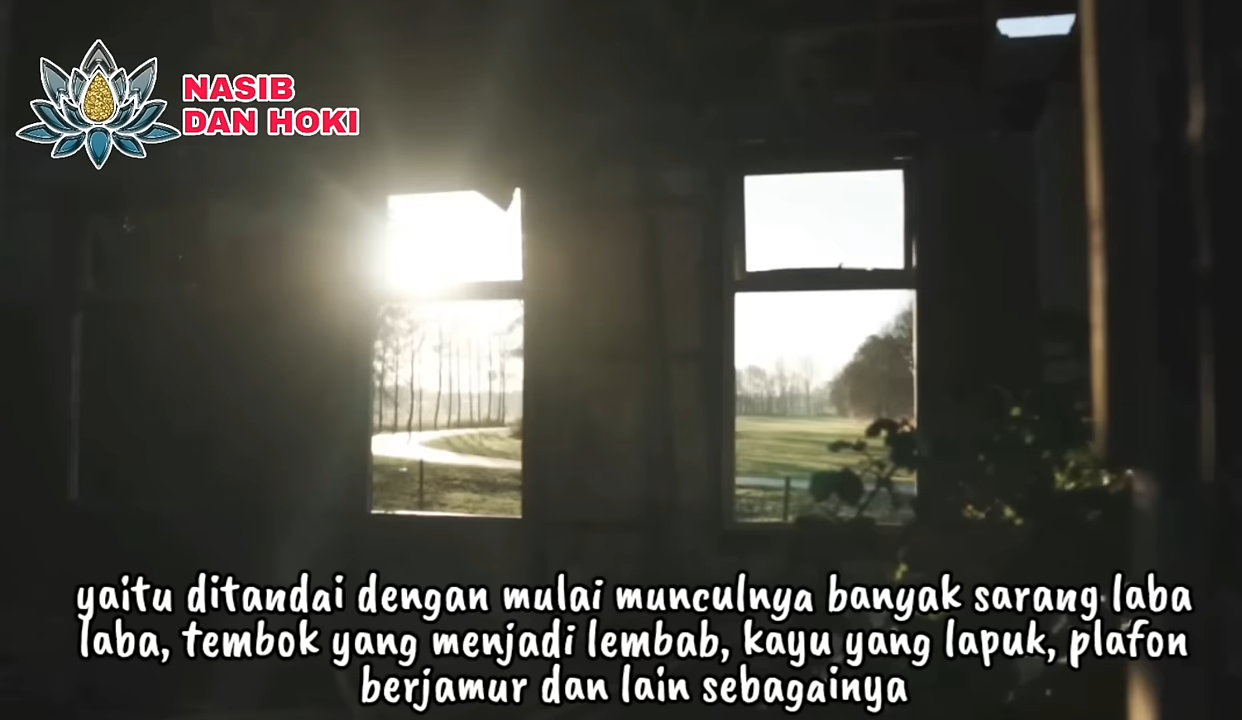 NASIB
DAN HOKI
yaitu ditandai dengan mulai munculnya banyak sarang laba
laba, tembok yang menjadi lembab, kayu yang lapuk, plafon
berjamur dan lain sebagainya